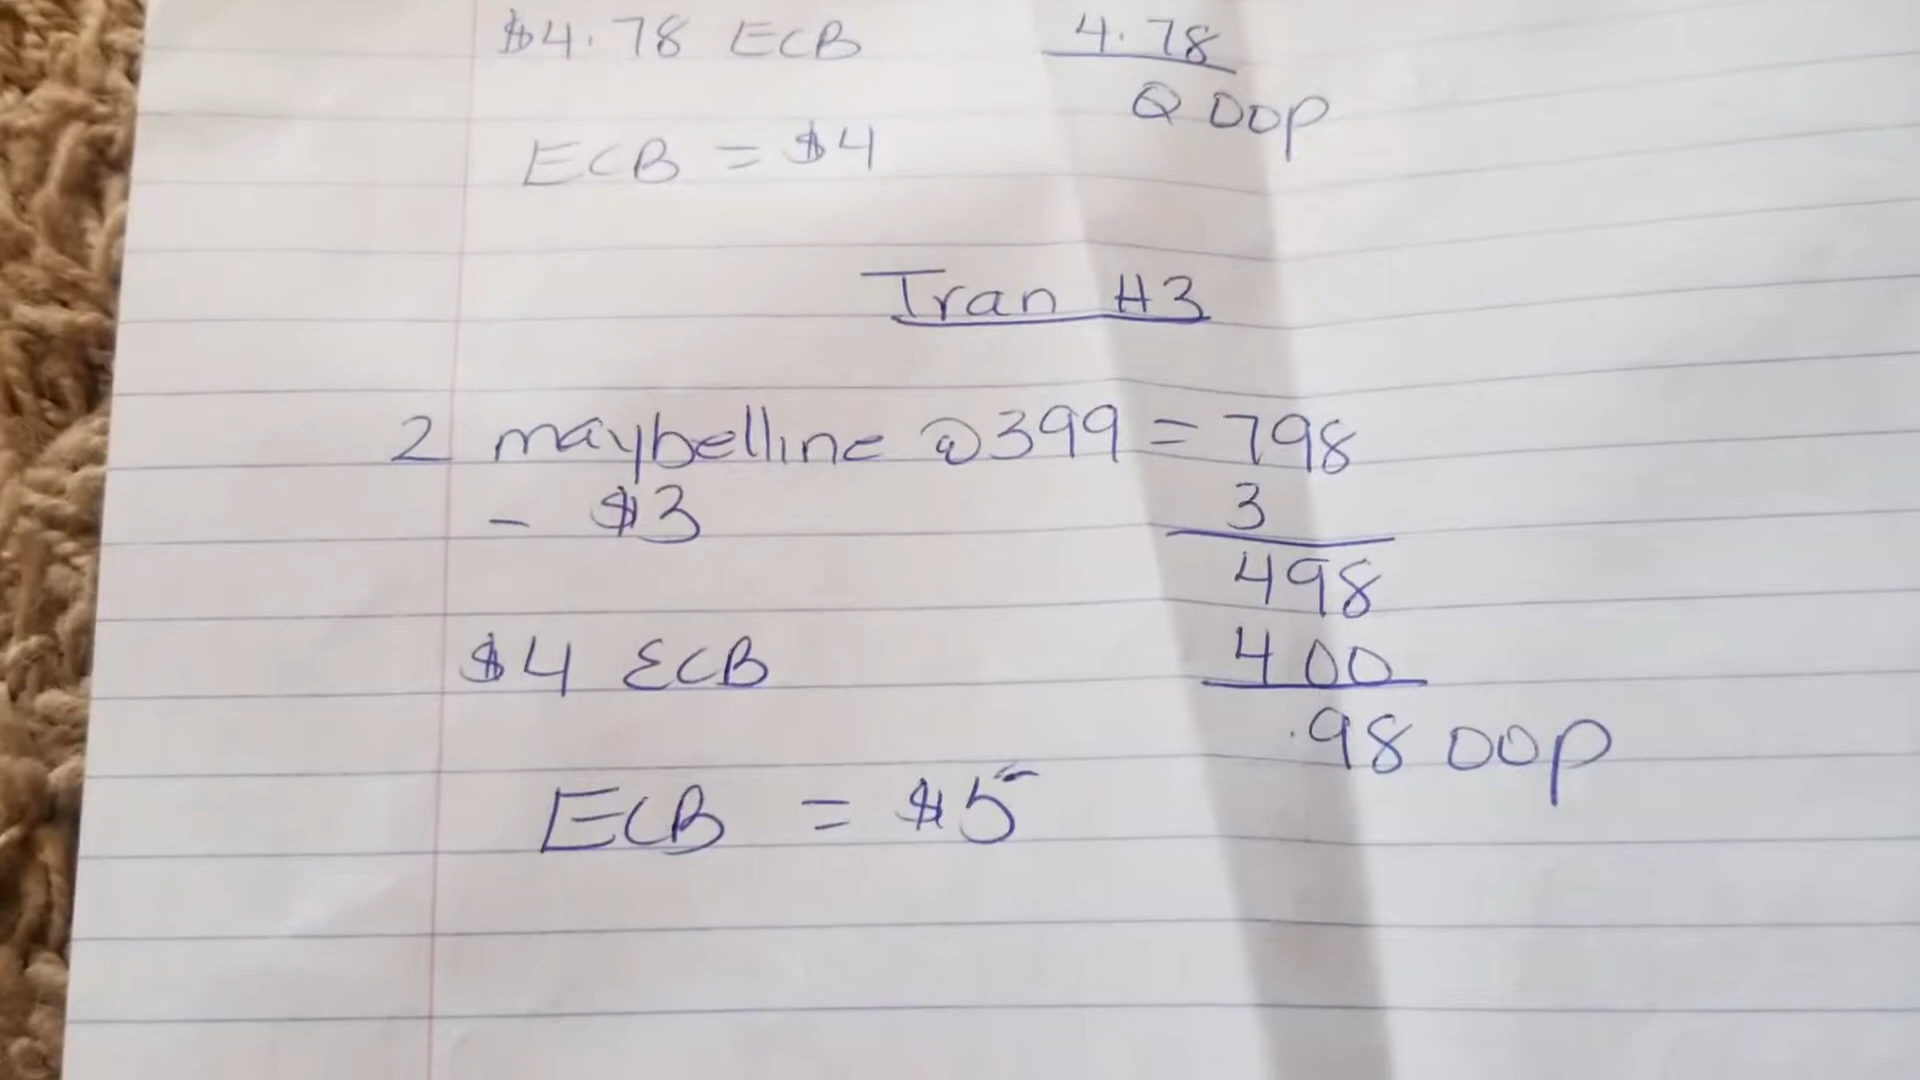 $4.78 ECB 4.78
0 OOP
ECB = $4
Tran #3
2 maybelline @399 = 798
- $3 3
498
$4 ECB 400
.98 OOP
ECB = $5